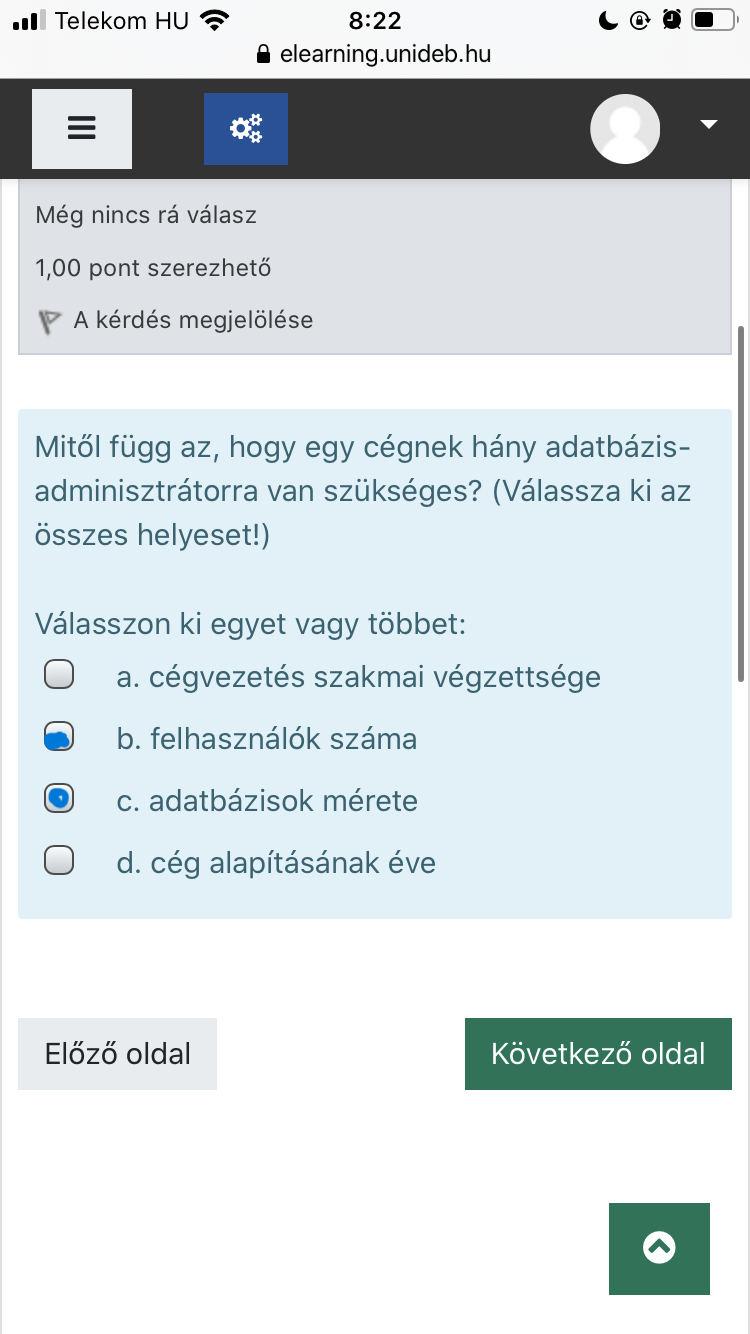 Telekom HU
8:22
elearning.unideb.hu
Még nincs rá válasz
1,00 pont szerezhető
A kérdés megjelölése
Mitől függ az, hogy egy cégnek hány adatbázis-
adminisztrátorra van szükséges? (Válassza ki az
összes helyeset!)
Válasszon ki egyet vagy többet:
a. cégvezetés szakmai végzettsége
b. felhasználók száma
c. adatbázisok mérete
d. cég alapításának éve
Előző oldal
Következő oldal